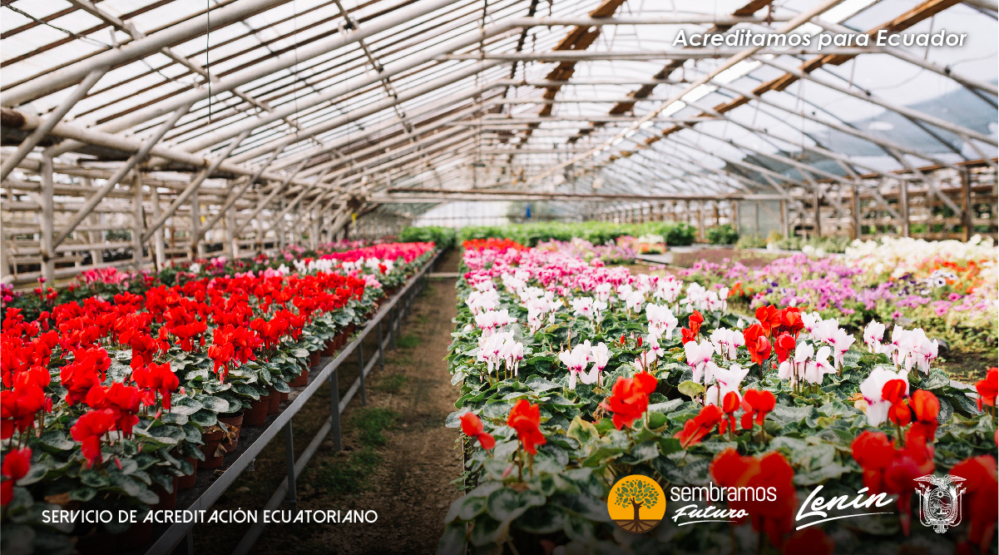 Acreditamos para Ecuador
SERVICIO DE ACREDITACIÓN ECUATORIANO
sembramos
Futuro
Lenín